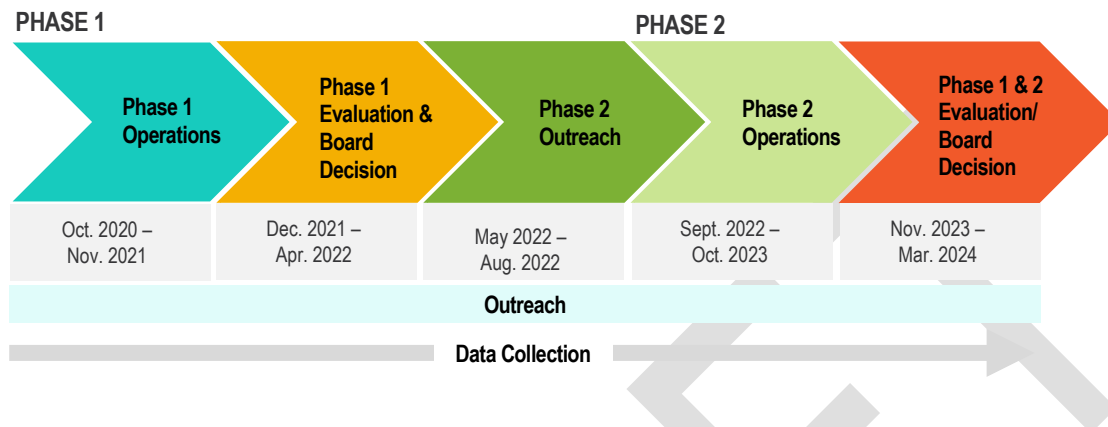 PHASE 1
PHASE 2
Phase 1
Operations
Phase 1
Evaluation &
Board
Decision
Phase 2
Outreach
Phase 2
Operations
Phase 1 & 2
Evaluation/
Board
Decision
Oct. 2020 –
Nov. 2021
Dec. 2021 –
Apr. 2022
May 2022 –
Aug. 2022
Sept. 2022 –
Oct. 2023
Nov. 2023 –
Mar. 2024
Outreach
Data Collection